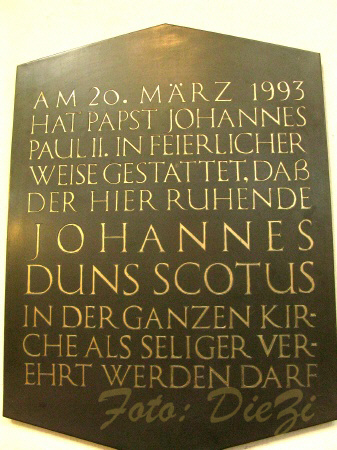 AM 20. MÄRZ 1993
HAT PAPST JOHANNES
PAUL II. IN FEIERLICHER
WEISE GESTATTET, DAß
DER HIER RUHENDE
JOHANNES
DUNS SCOTUS
IN DER GANZEN KIR-
CHE ALS SELIGER VER-
EHRT WERDEN DARF
Foto: DieZi